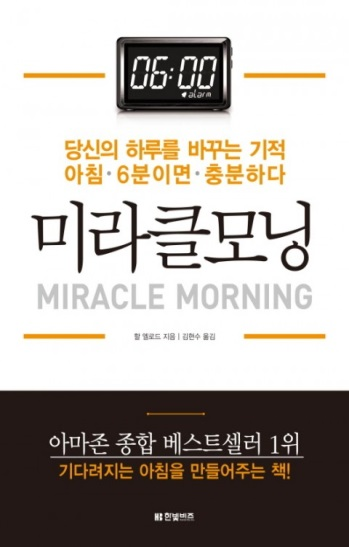 06:00
alarm
당신의 하루를 바꾸는 기적
아침·6분이면·충분하다
미라클모닝
MIRACLE MORNING
할 엘로드 지음 | 김현수 옮김
아마존 종합 베스트셀러 1위
기다려지는 아침을 만들어주는 책!
HB 한빛비즈